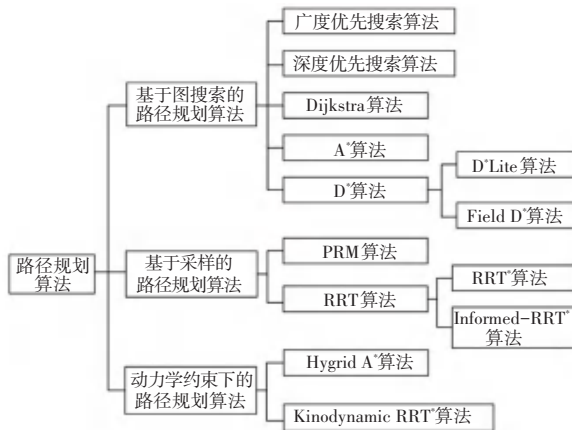 广度优先搜索算法
深度优先搜索算法
基于图搜索的
路径规划算法
Dijkstra算法
A*算法
D*算法
D*Lite算法
Field D*算法
路径规划
算法
基于采样的
路径规划算法
PRM算法
RRT算法
RRT*算法
Informed-RRT*
算法
动力学约束下的
路径规划算法
Hygrid A*算法
Kinodynamic RRT*算法